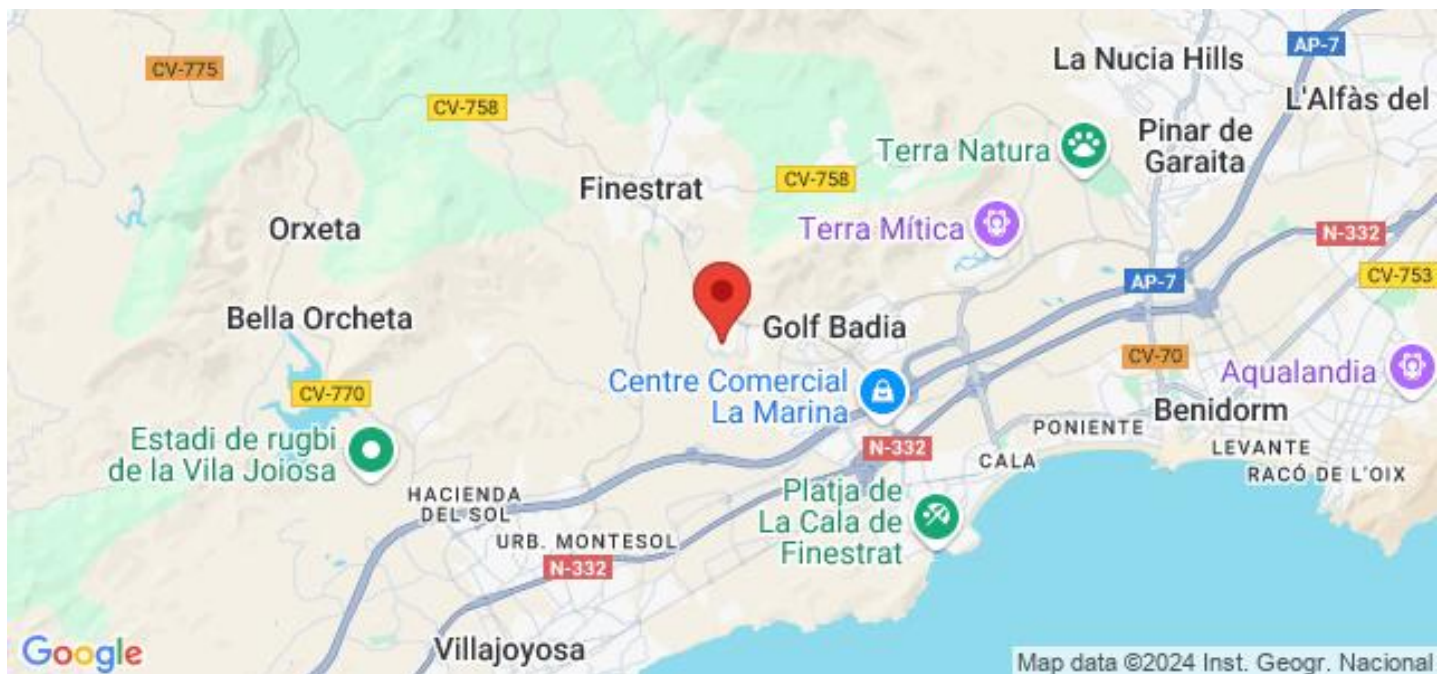 La Nucia Hills
AP-7
CV-775
L'Alfàs del
CV-758
Pinar de
Garaita
Terra Natura
CV-758
Finestrat
Orxeta
Terra Mítica
N-332
CV-753
AP-7
Bella Orcheta
Golf Badia
CV-70
Centre Comercial
La Marina
Aqualandia
CV-770
Benidorm
PONIENTE
Estadi de rugbi
de la Vila Joiosa
N-332
LEVANTE
CALA
RACÓ DE L'OIX
HACIENDA
DEL SOL
Platja de
La Cala de
Finestrat
URB. MONTESOL
N-332
Villajoyosa
Google
Map data ©2024 Inst. Geogr. Nacional